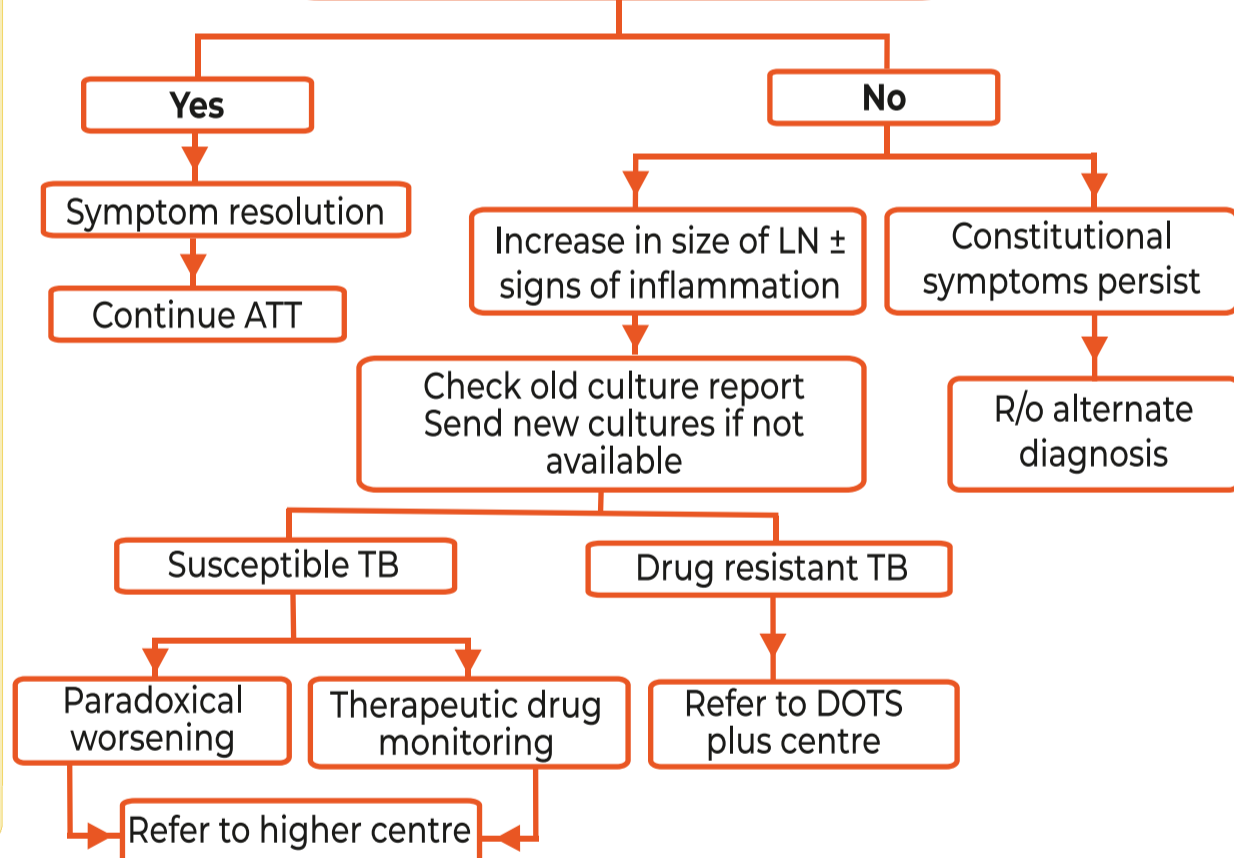 Yes
No
Symptom resolution
Continue ATT
Increase in size of LN ±
signs of inflammation
Constitutional
symptoms persist
Check old culture report
Send new cultures if not
available
R/o alternate
diagnosis
Susceptible TB
Drug resistant TB
Paradoxical
worsening
Therapeutic drug
monitoring
Refer to DOTS
plus centre
Refer to higher centre